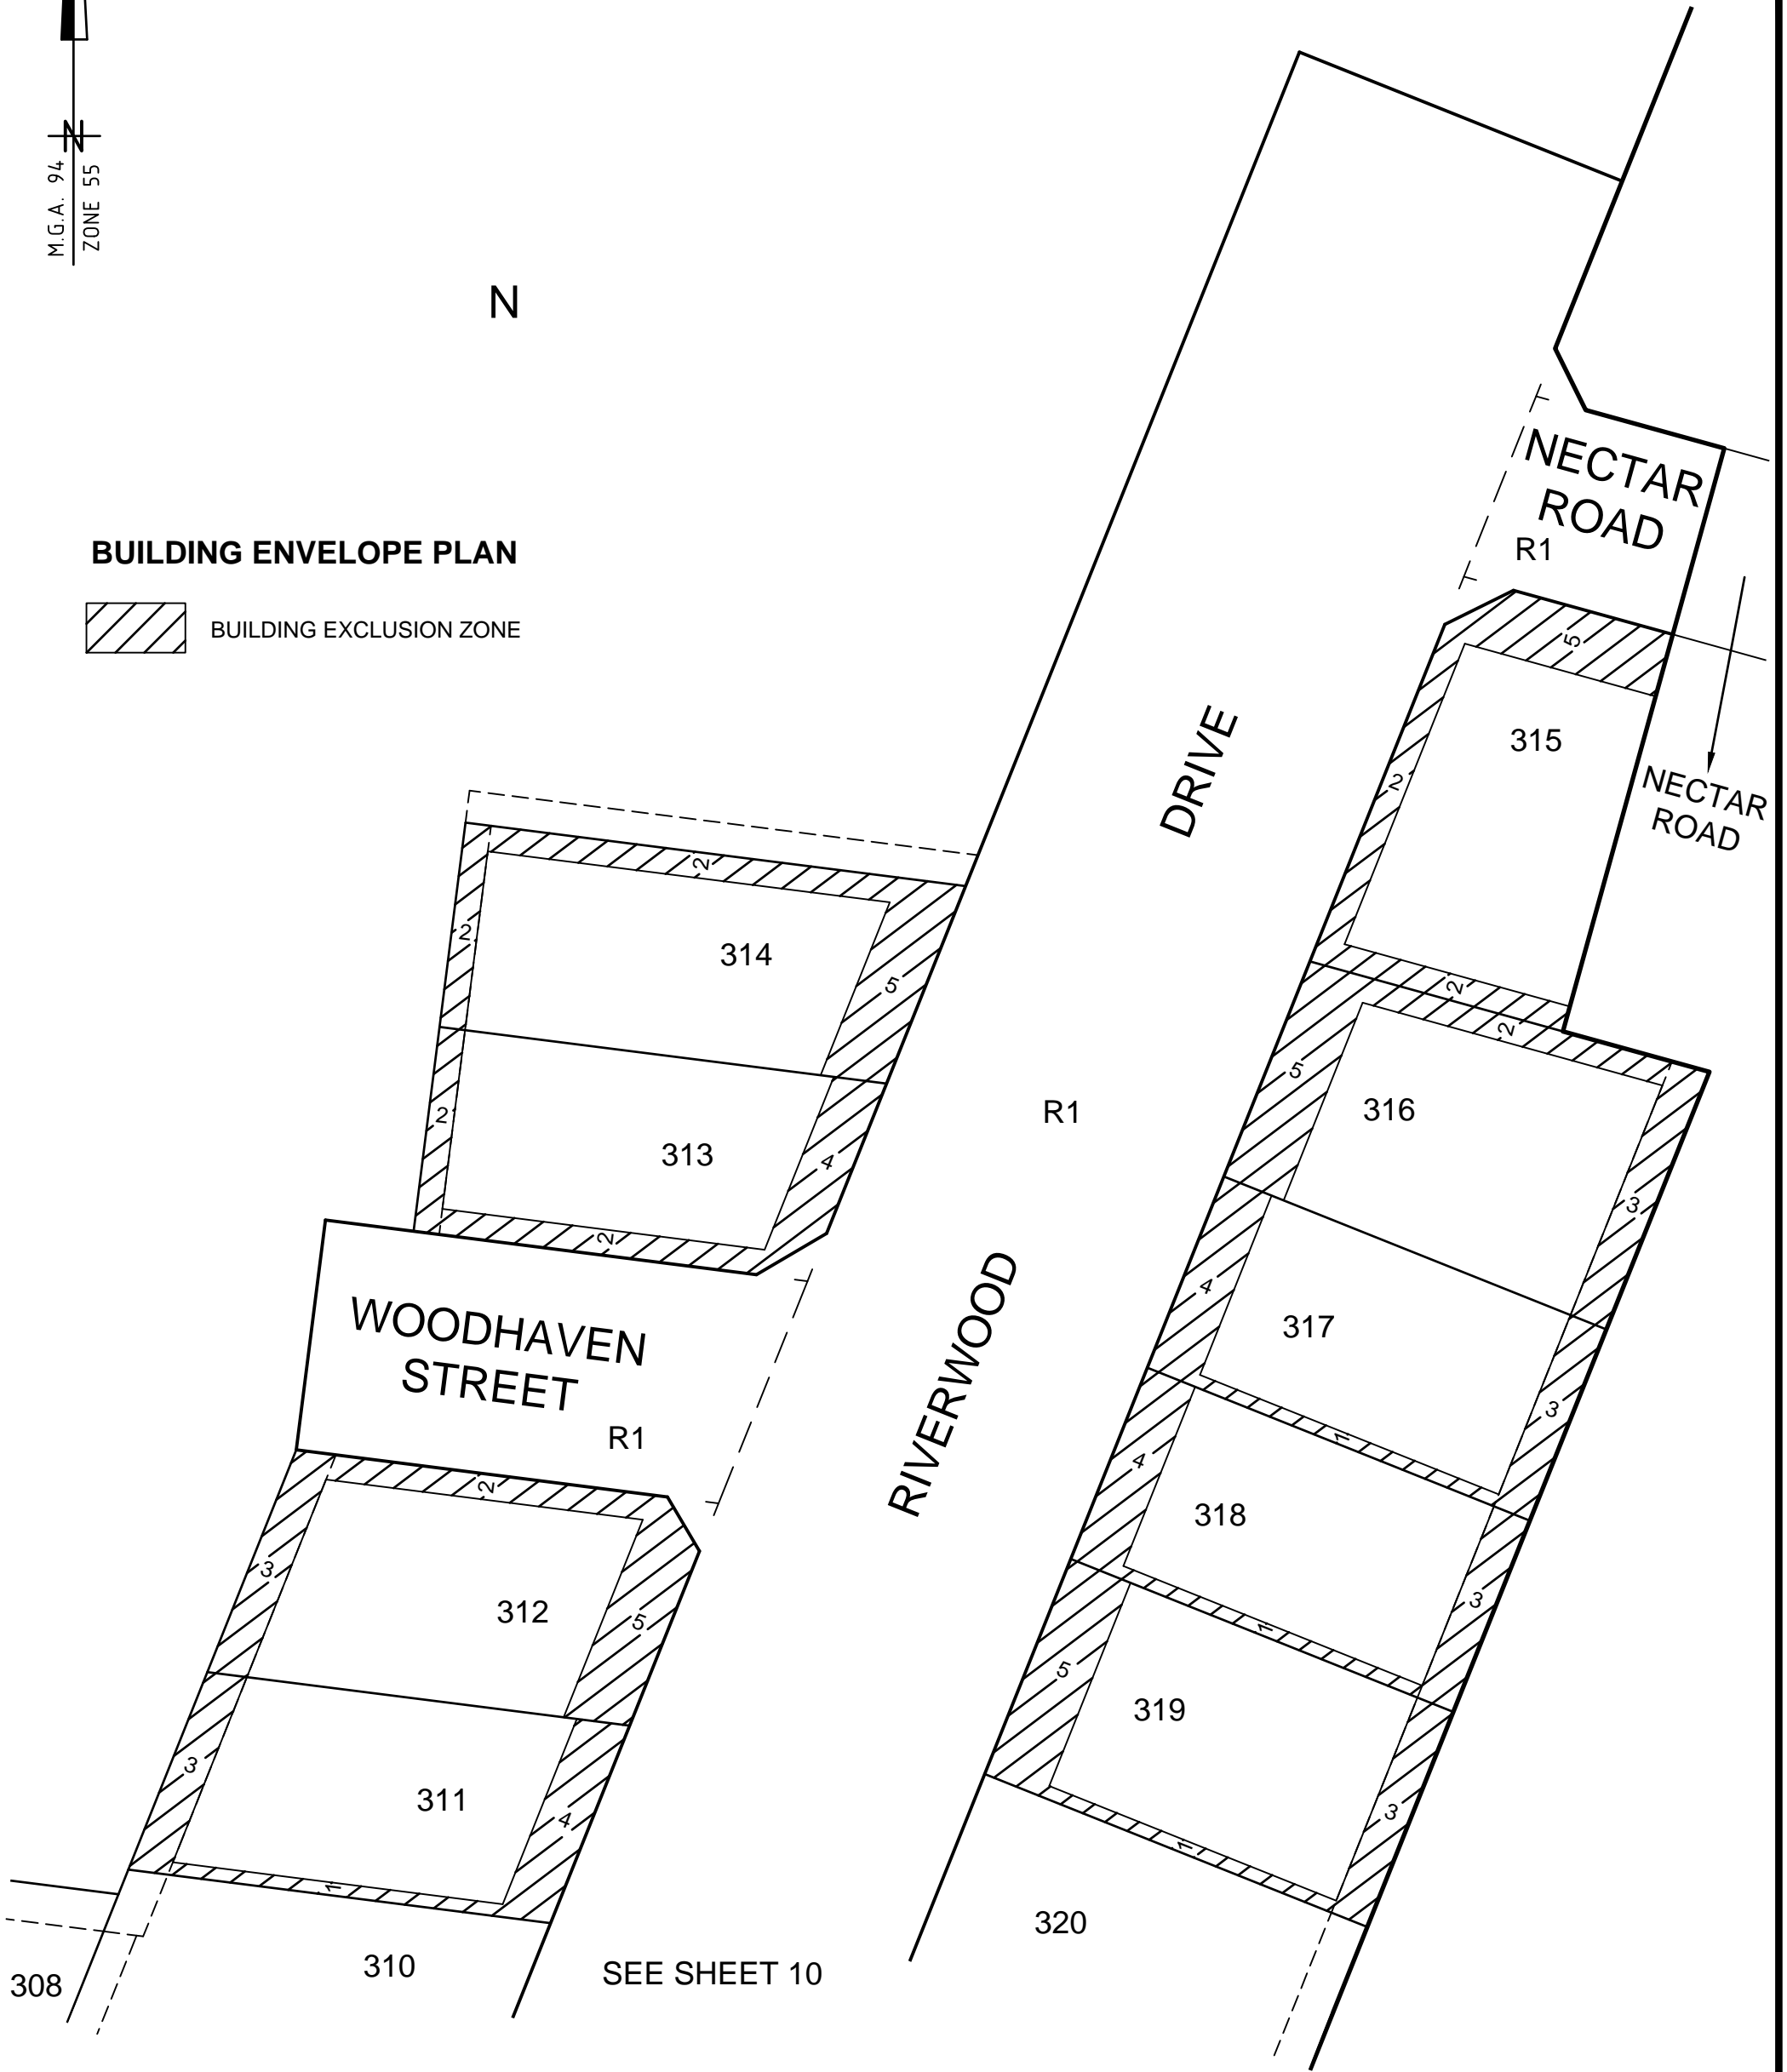 N
M.G.A. 94
ZONE 55
N
BUILDING ENVELOPE PLAN
BUILDING EXCLUSION ZONE
NECTAR
ROAD
R1
5
315
2
NECTAR
ROAD
DRIVE
2
2
314
5
2
2
5
316
3
R1
2
313
4
2
4
317
3
1
WOODHAVEN
STREET
R1
RIVERWOOD
2
3
312
5
4
318
3
1
5
319
3
1
3
311
4
1
308
310
SEE SHEET 10
320